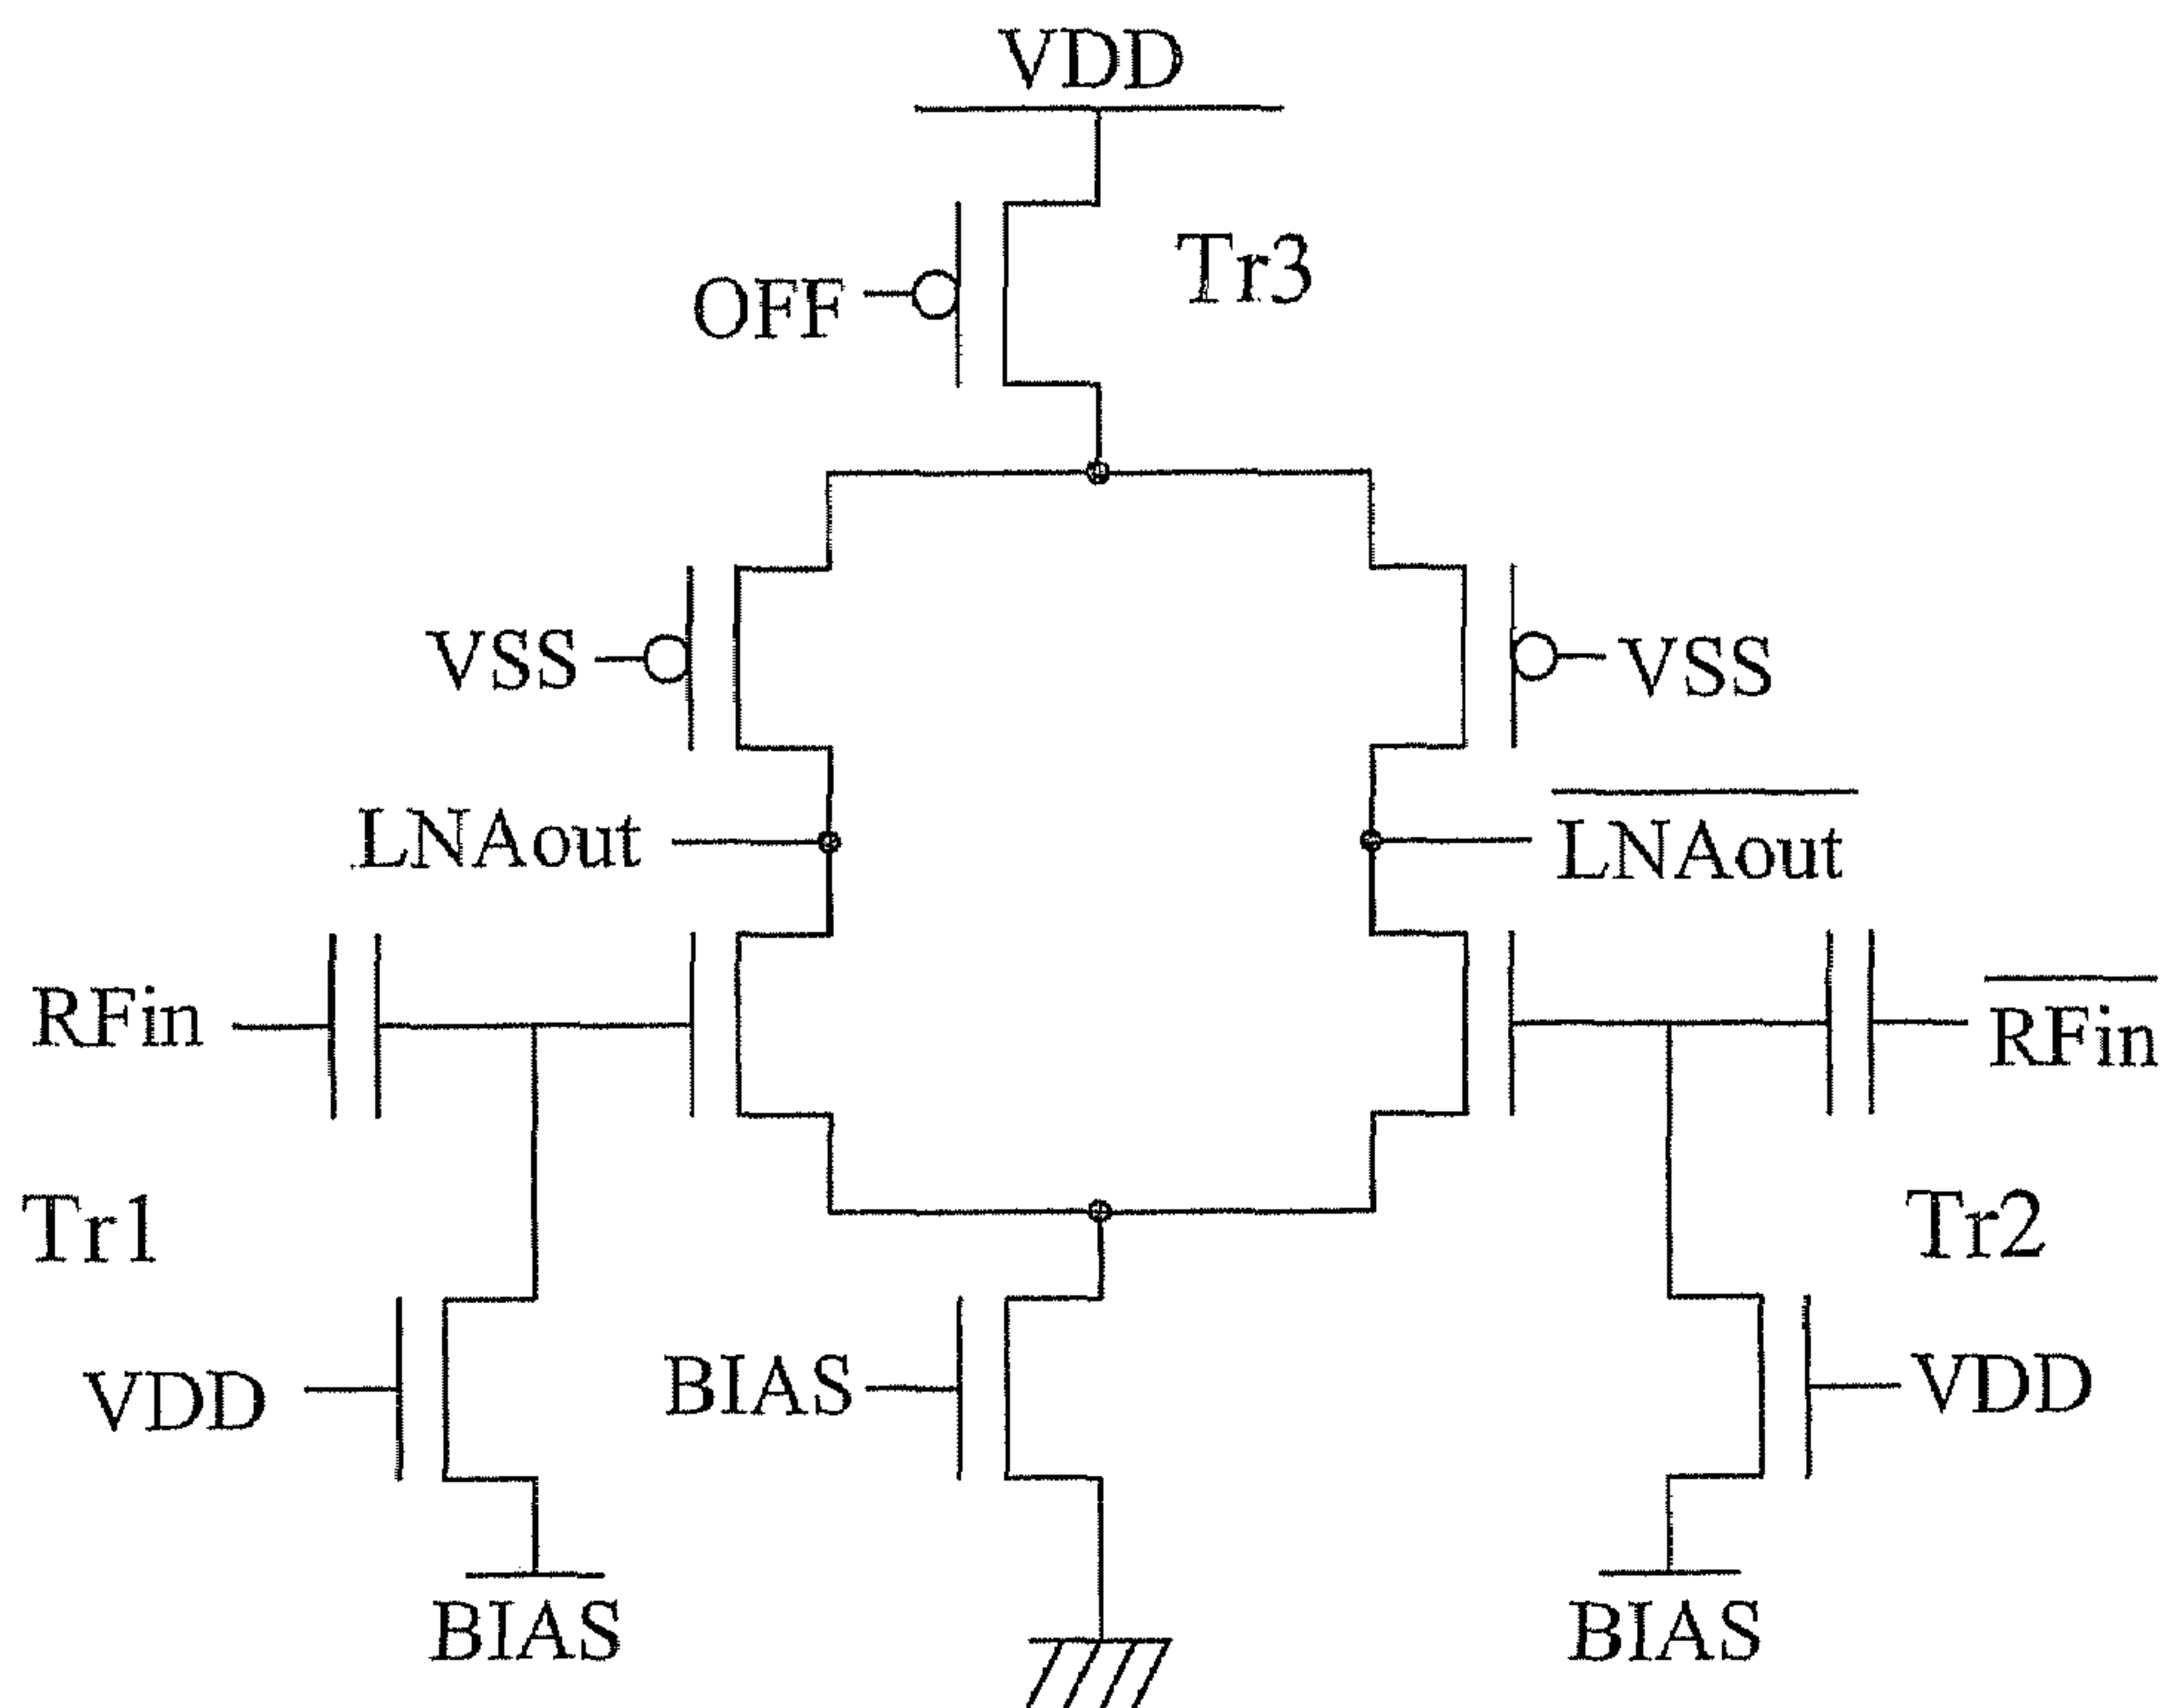 VDD
Tr3
OFF
VSS
VSS
LNAout
LNAout
RFin
RFin
Tr1
Tr2
VDD
BIAS
VDD
BIAS
BIAS